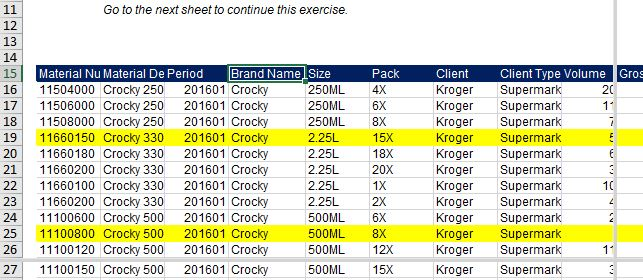 11 Go to the next sheet to continue this exercise.
12
13
14
15 Material Nu Material De Period Brand Name Size Pack Client Client Type Volume Gros
16 11504000 Crocky 250 201601 Crocky 250ML 4X Kroger Supermark 20
17 11506000 Crocky 250 201601 Crocky 250ML 6X Kroger Supermark 11
18 11508000 Crocky 250 201601 Crocky 250ML 8X Kroger Supermark
19 11660150 Crocky 330 201601 Crocky 2.25L 15X Kroger Supermark
20 11660180 Crocky 330 201601 Crocky 2.25L 18X Kroger Supermark
21 11660200 Crocky 330 201601 Crocky 2.25L 20X Kroger Supermark
22 11660100 Crocky 330 201601 Crocky 2.25L 1X Kroger Supermark 10
23 11660200 Crocky 330 201601 Crocky 2.25L 2X Kroger Supermark
24 11100600 Crocky 500 201601 Crocky 500ML 6X Kroger Supermark
25 11100800 Crocky 500 201601 Crocky 500ML 8X Kroger Supermark
26 11100120 Crocky 500 201601 Crocky 500ML 12X Kroger Supermark 11
27 11100150 Crocky 500 201601 Crocky 500ML 15X Kroger Supermark